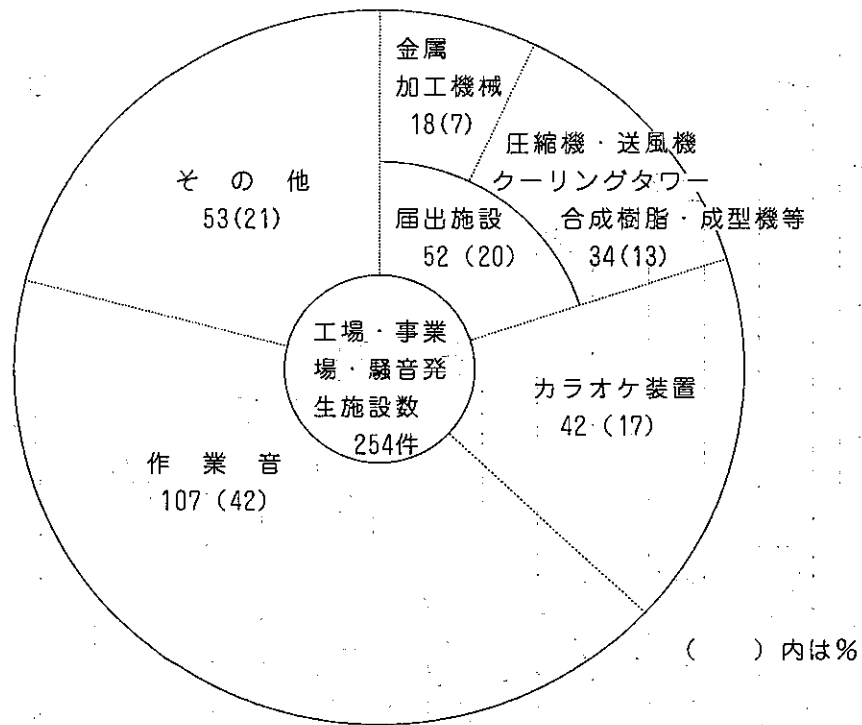 金属
加工機械
18(7)
圧縮機・送風機
クーリングタワー
合成樹脂・成型機等
34(13)
届出施設
52(20)
そ の 他
53(21)
工場・事業
場・騒音発
生施設数
254件
カラオケ装置
42(17)
作 業 音
107(42)
(  )内は%